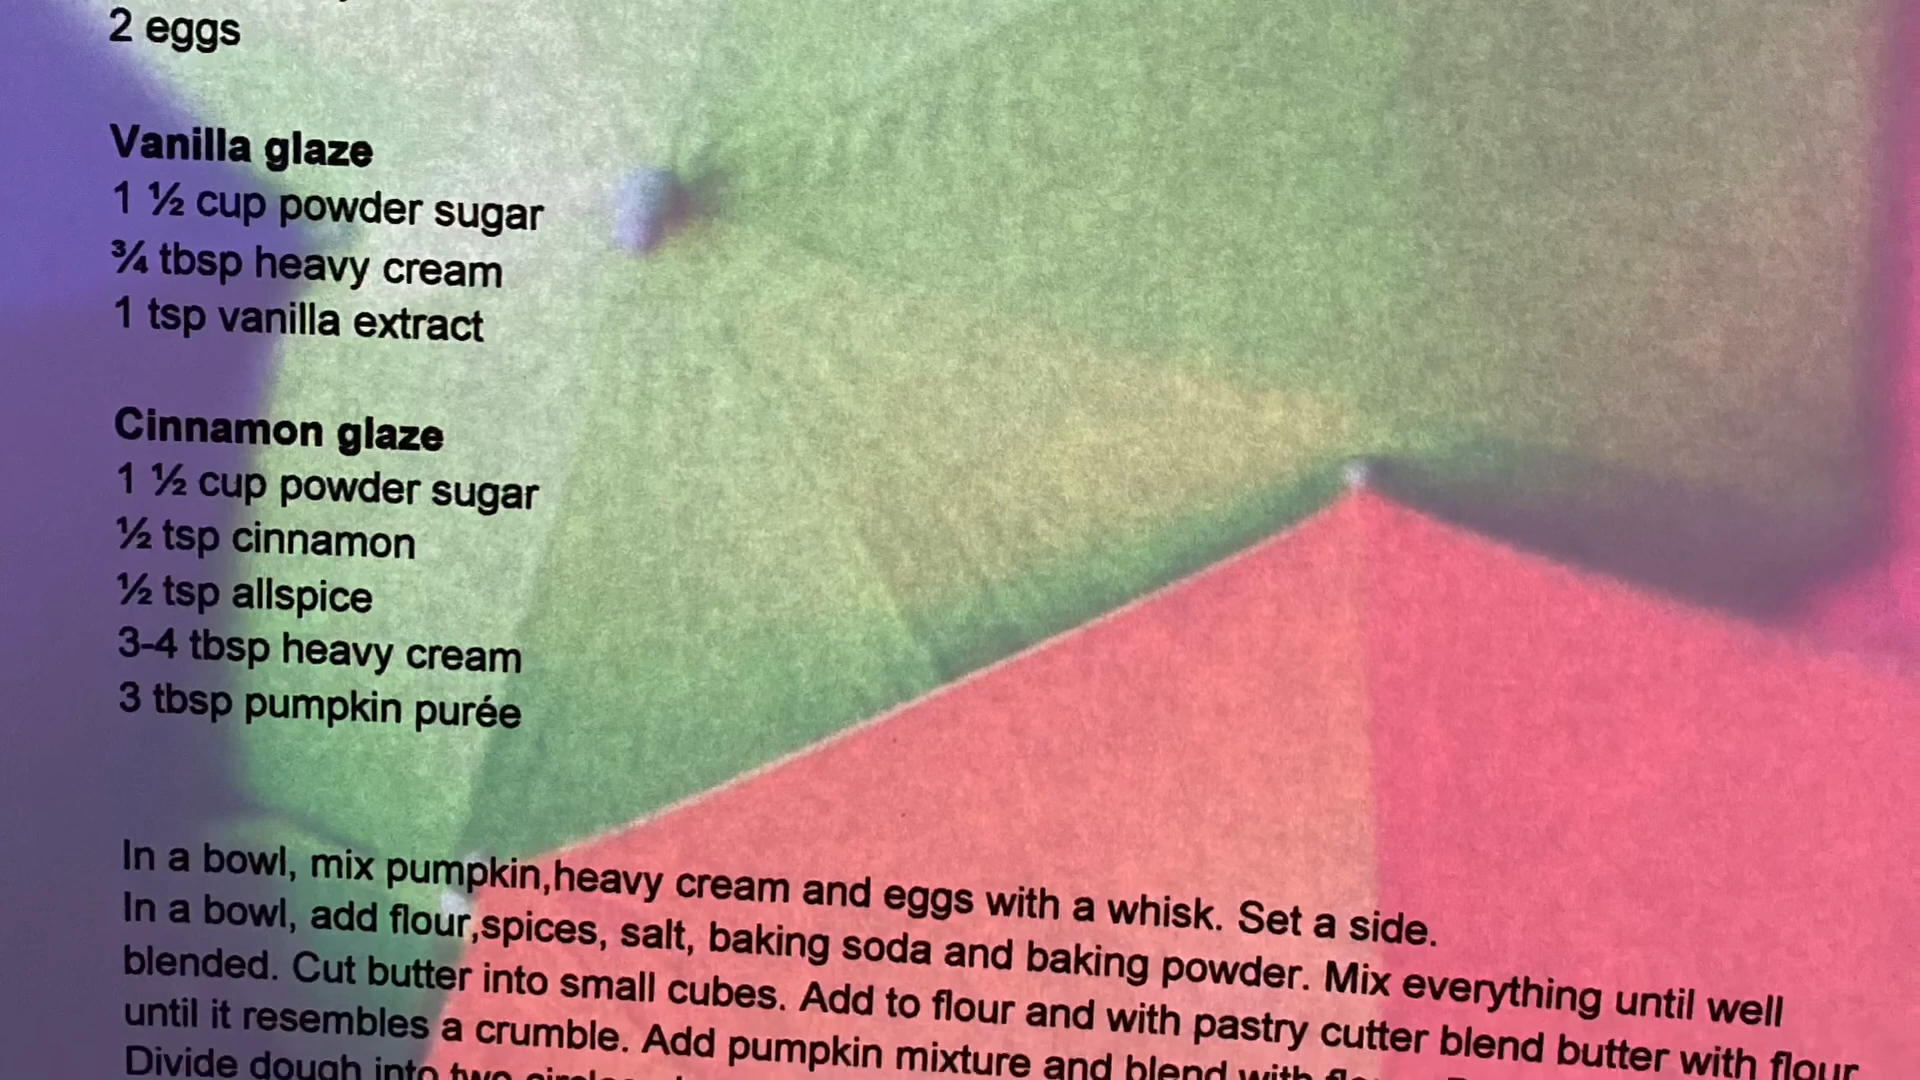 2 eggs
Vanilla glaze
1 ½ cup powder sugar
¾ tbsp heavy cream
1 tsp vanilla extract
Cinnamon glaze
1 ½ cup powder sugar
½ tsp cinnamon
½ tsp allspice
3-4 tbsp heavy cream
3 tbsp pumpkin purée
In a bowl, mix pumpkin,heavy cream and eggs with a whisk. Set a side.
In a bowl, add flour,spices, salt, baking soda and baking powder. Mix everything until well
blended. Cut butter into small cubes. Add to flour and with pastry cutter blend butter with flour
until it resembles a crumble. Add pumpkin mixture and blend with
Divide dough into two